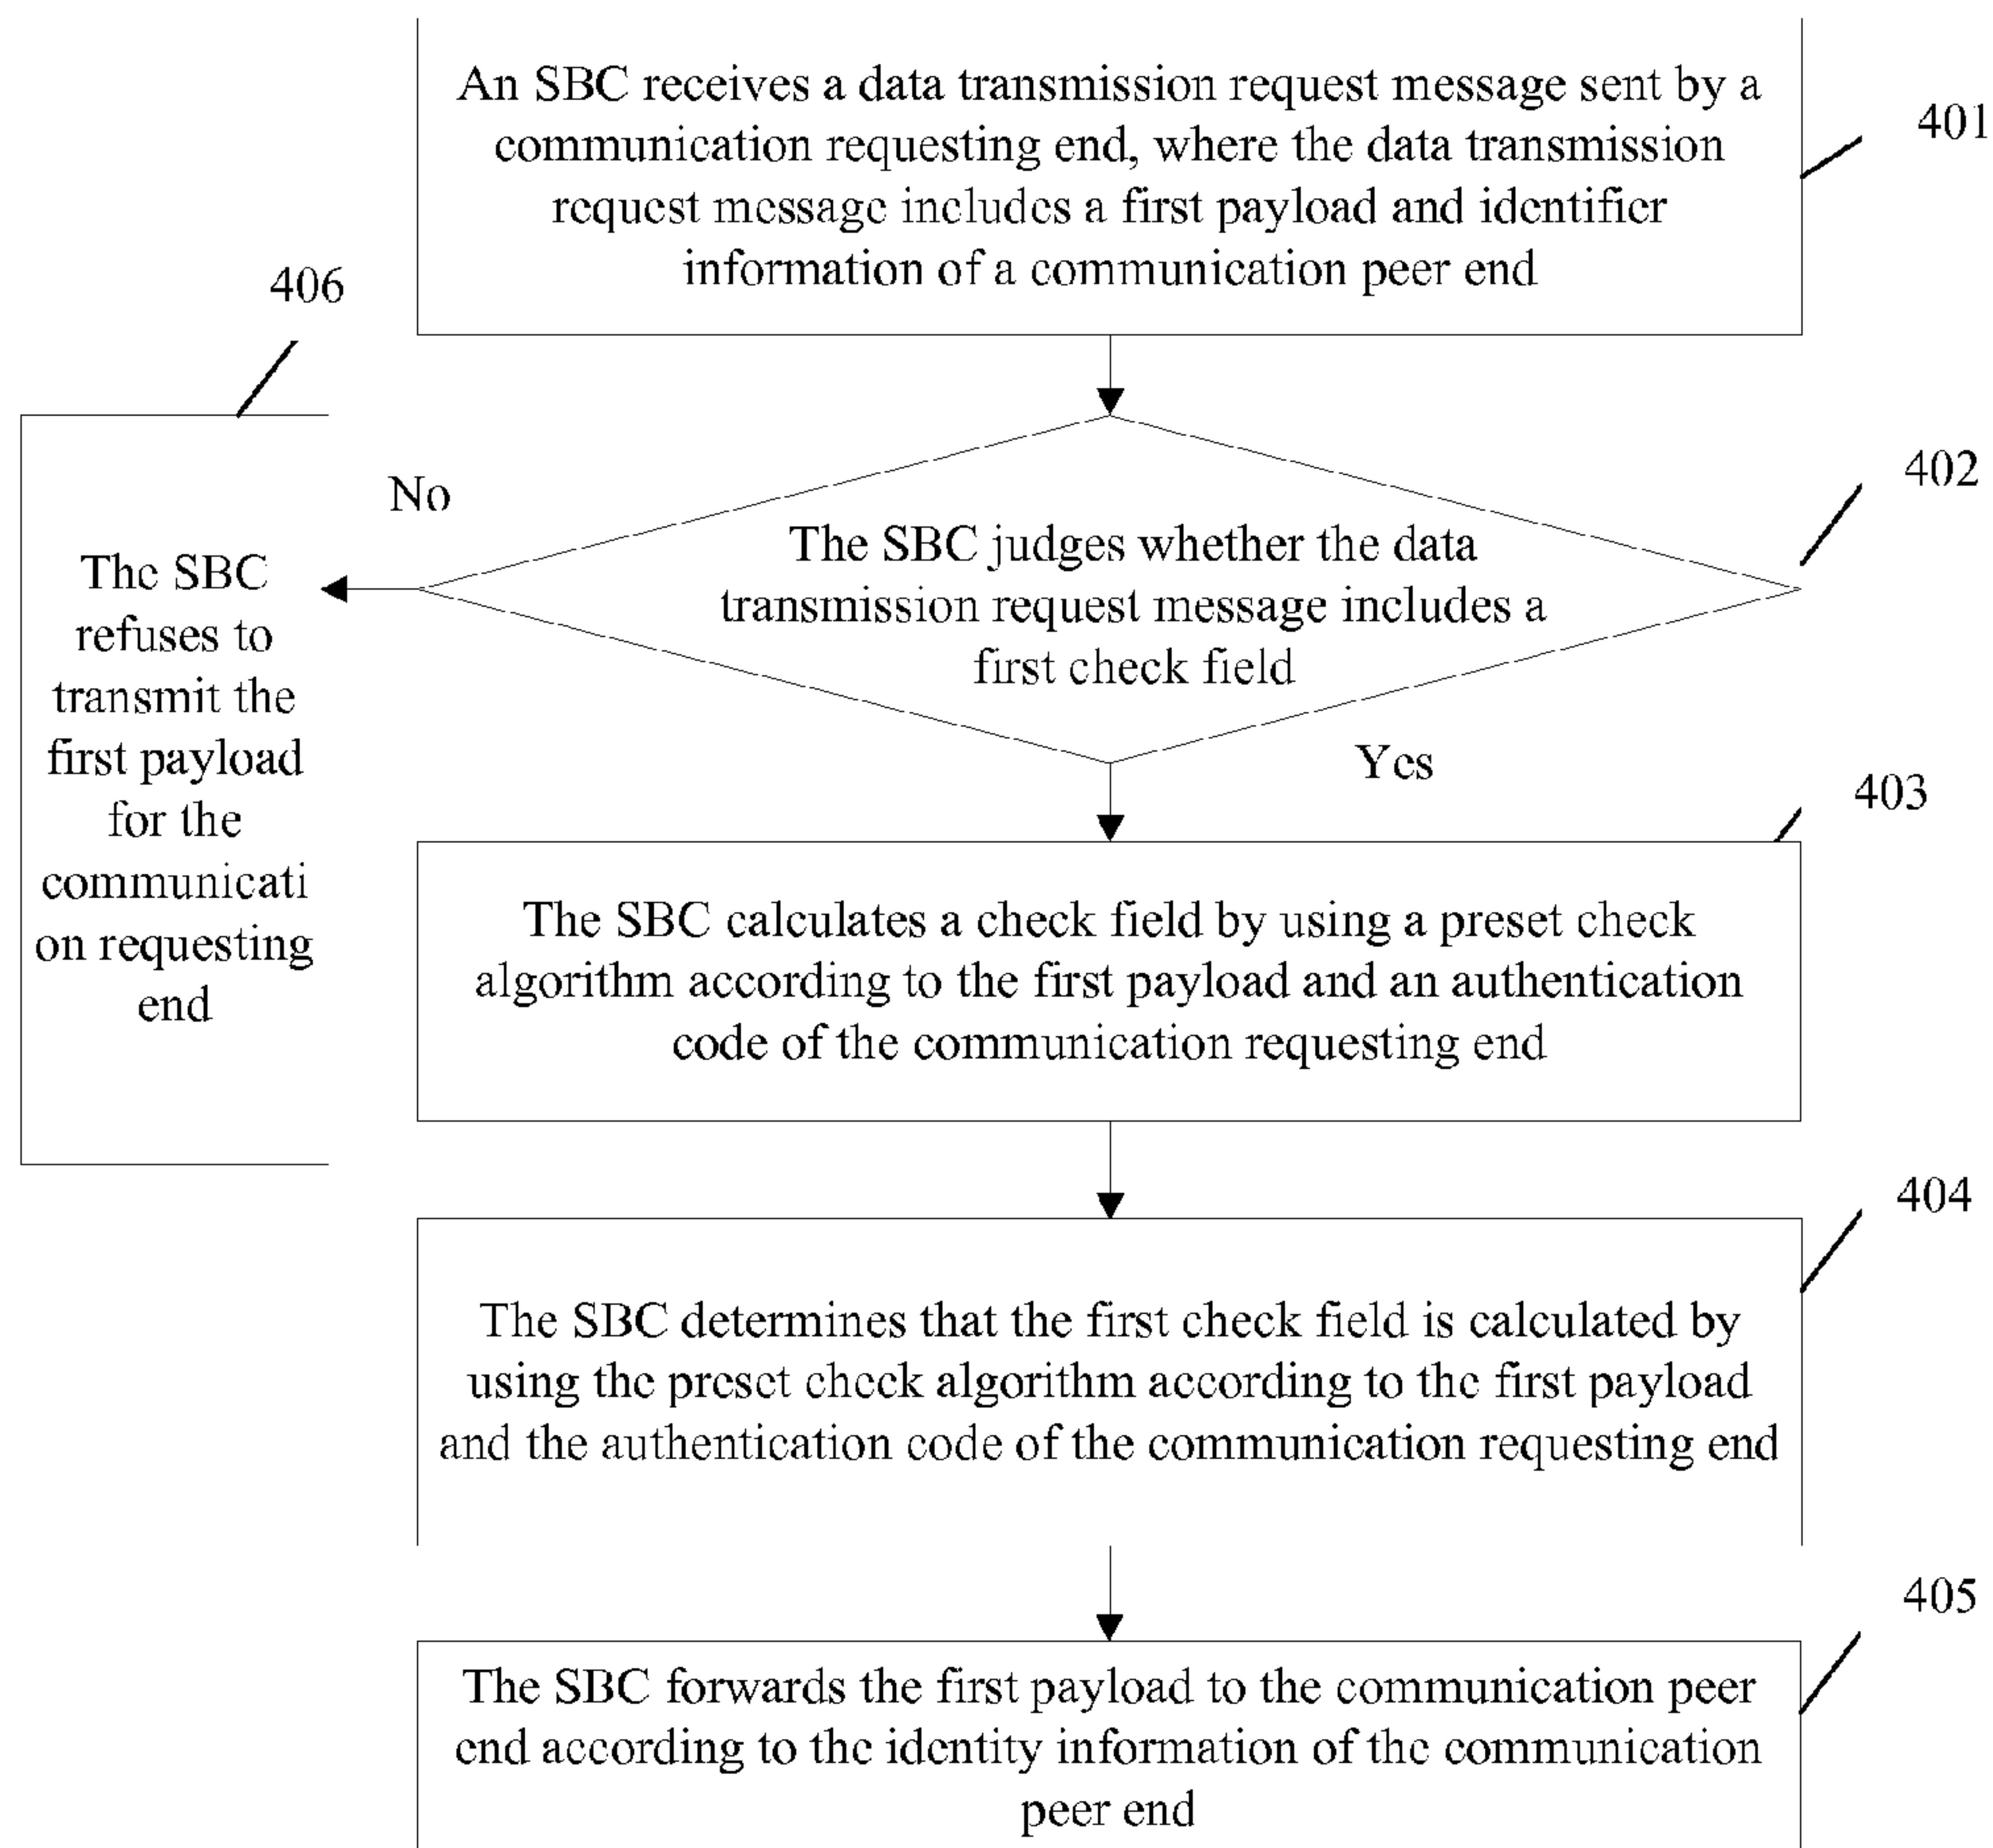 An SBC receives a data transmission request message sent by a
communication requesting end, where the data transmission
request message includes a first payload and identifier
information of a communication peer end
401
406
402
No
The SBC judges whether the data
transmission request message includes a
first check field
Yes
The SBC
refuses to
transmit the
first payload
for the
communicati
on requesting
end
403
The SBC calculates a check field by using a preset check
algorithm according to the first payload and an authentication
code of the communication requesting end
404
The SBC determines that the first check field is calculated by
using the preset check algorithm according to the first payload
and the authentication code of the communication requesting end
405
The SBC forwards the first payload to the communication peer
end according to the identity information of the communication
peer end